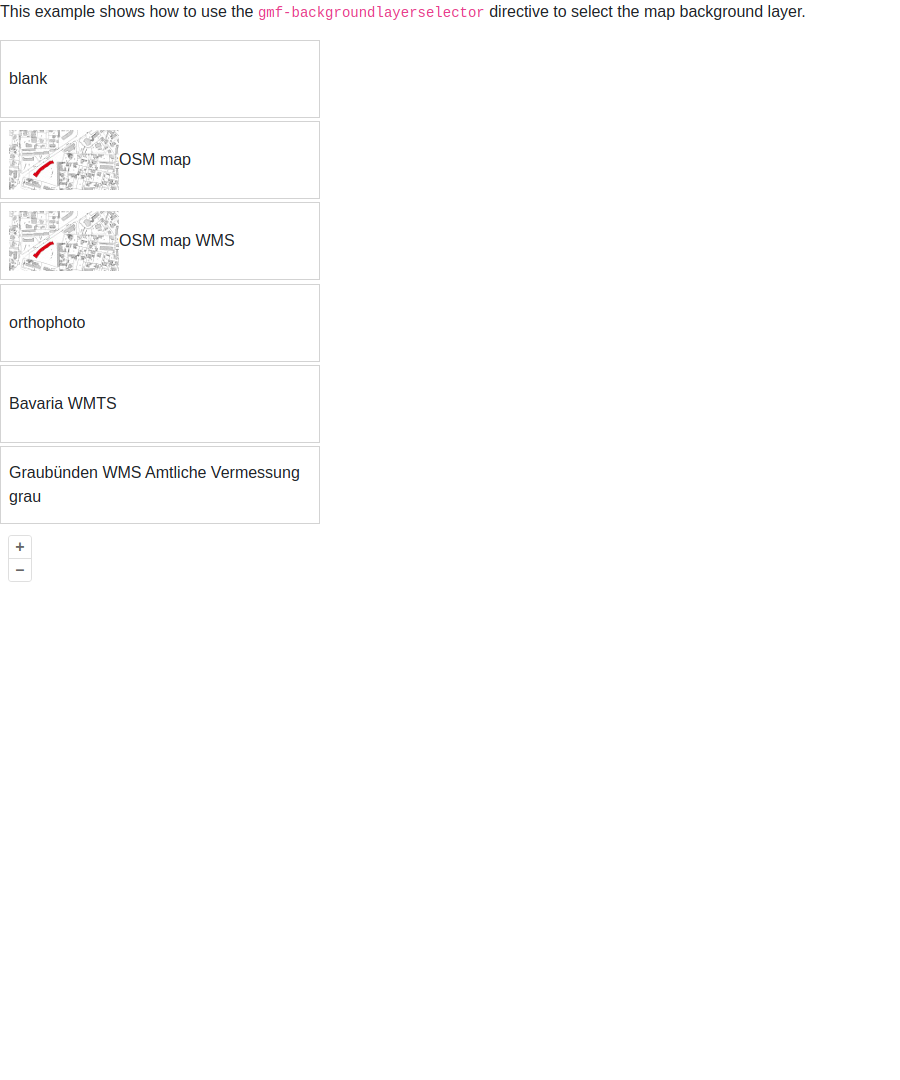 This example shows how to use the gmf-backgroundlayerselector directive to select the map background layer.
blank
OSM map
OSM map WMS
orthophoto
Bavaria WMTS
Graubünden WMS Amtliche Vermessung
grau
+
−